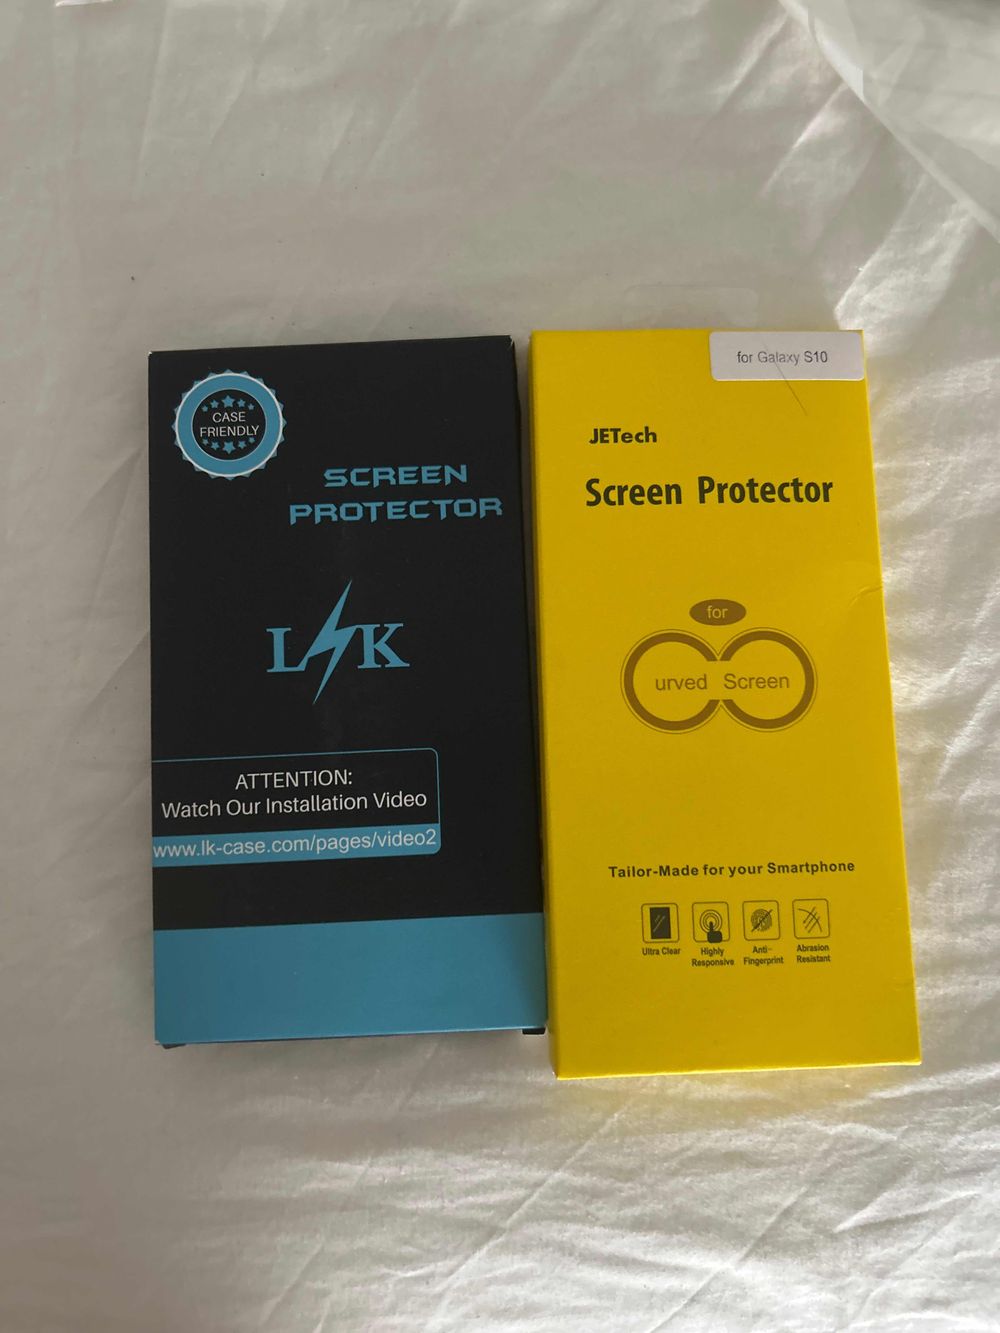 CASE
FRIENDLY
SCREEN
PROTECTOR
LK
ATTENTION:
Watch Our Installation Video
www.lk-case.com/pages/video2
for Galaxy S10
JETech
Screen Protector
for
urved Screen
Tailor-Made for your Smartphone
Ultra Clear
Highly
Responsive
Anti-
Fingerprint
Abrasion
Resistant